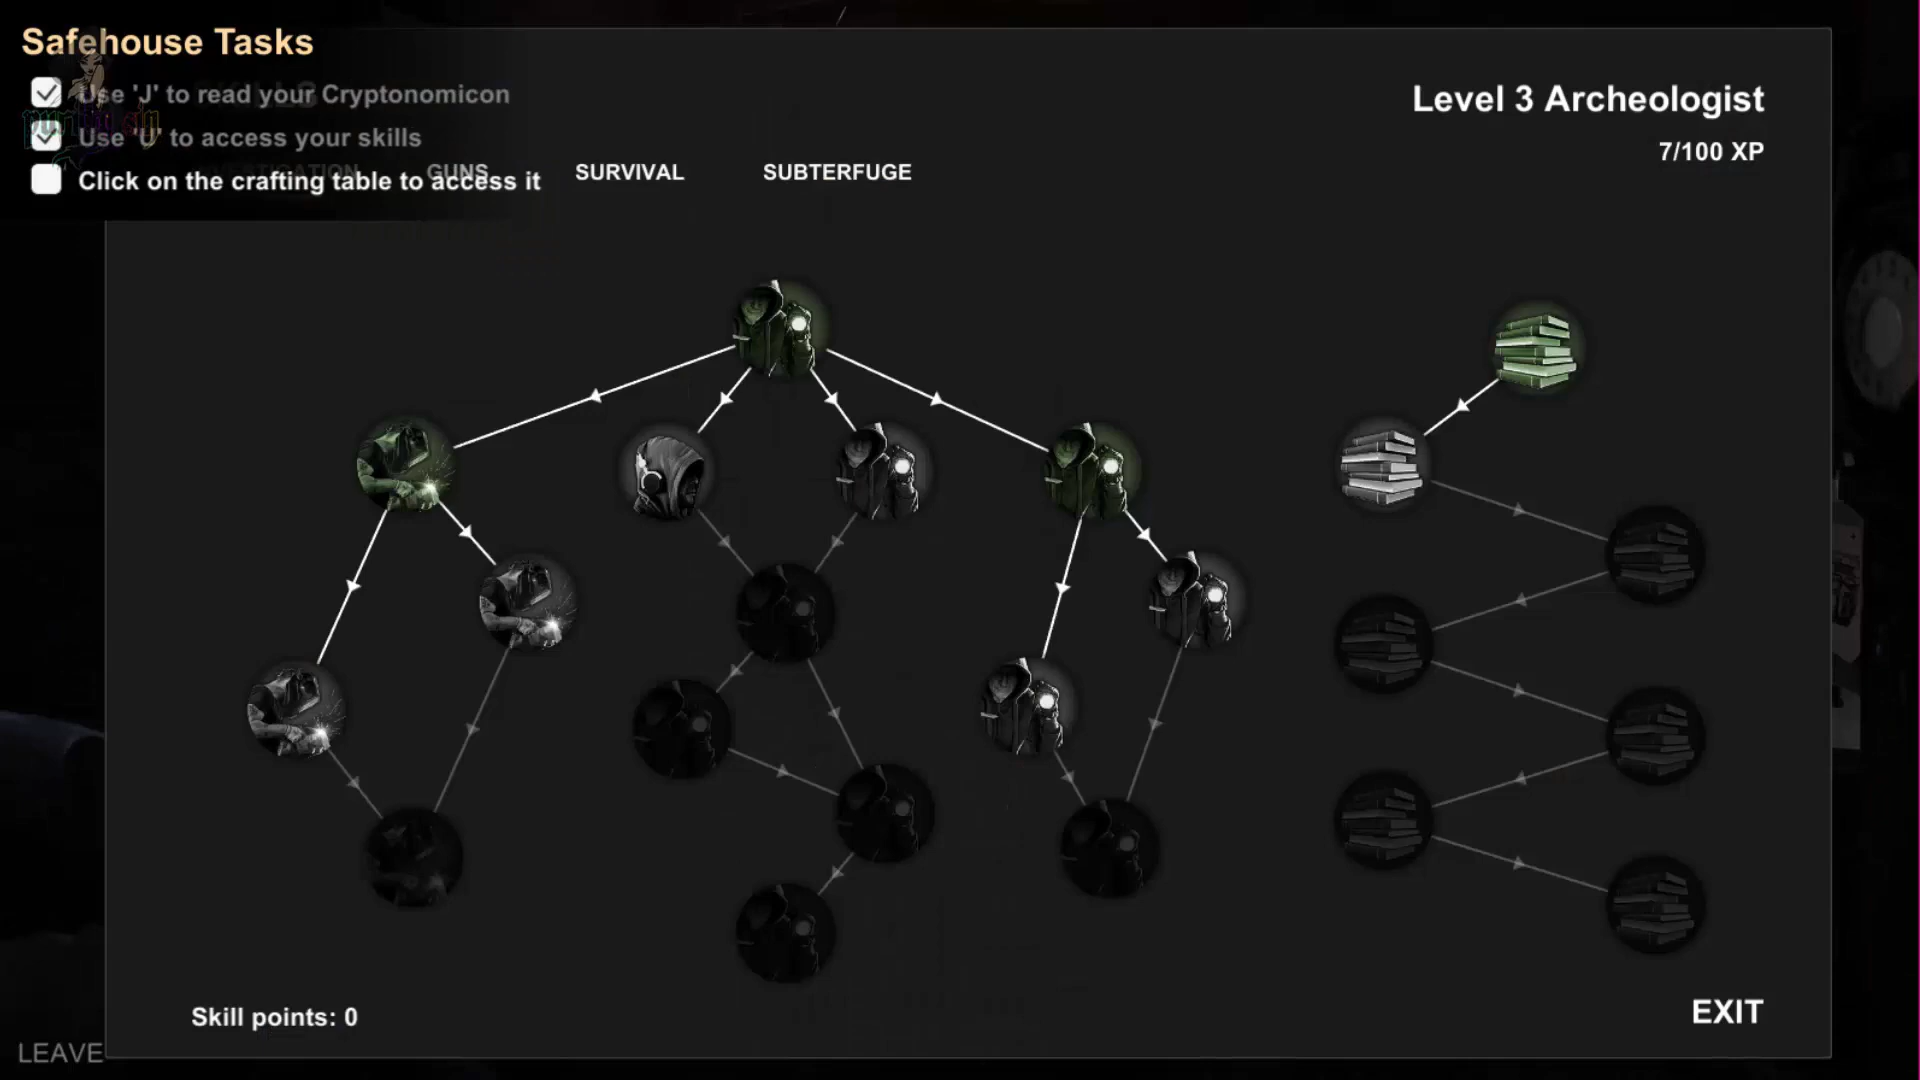 Safehouse Tasks
Use 'J' to read your Cryptonomicon
Use 'U' to access your skills
Click on the crafting table to access it
GUNS
SURVIVAL
SUBTERFUGE
Level 3 Archeologist
7/100 XP
Skill points: 0
EXIT
LEAVE